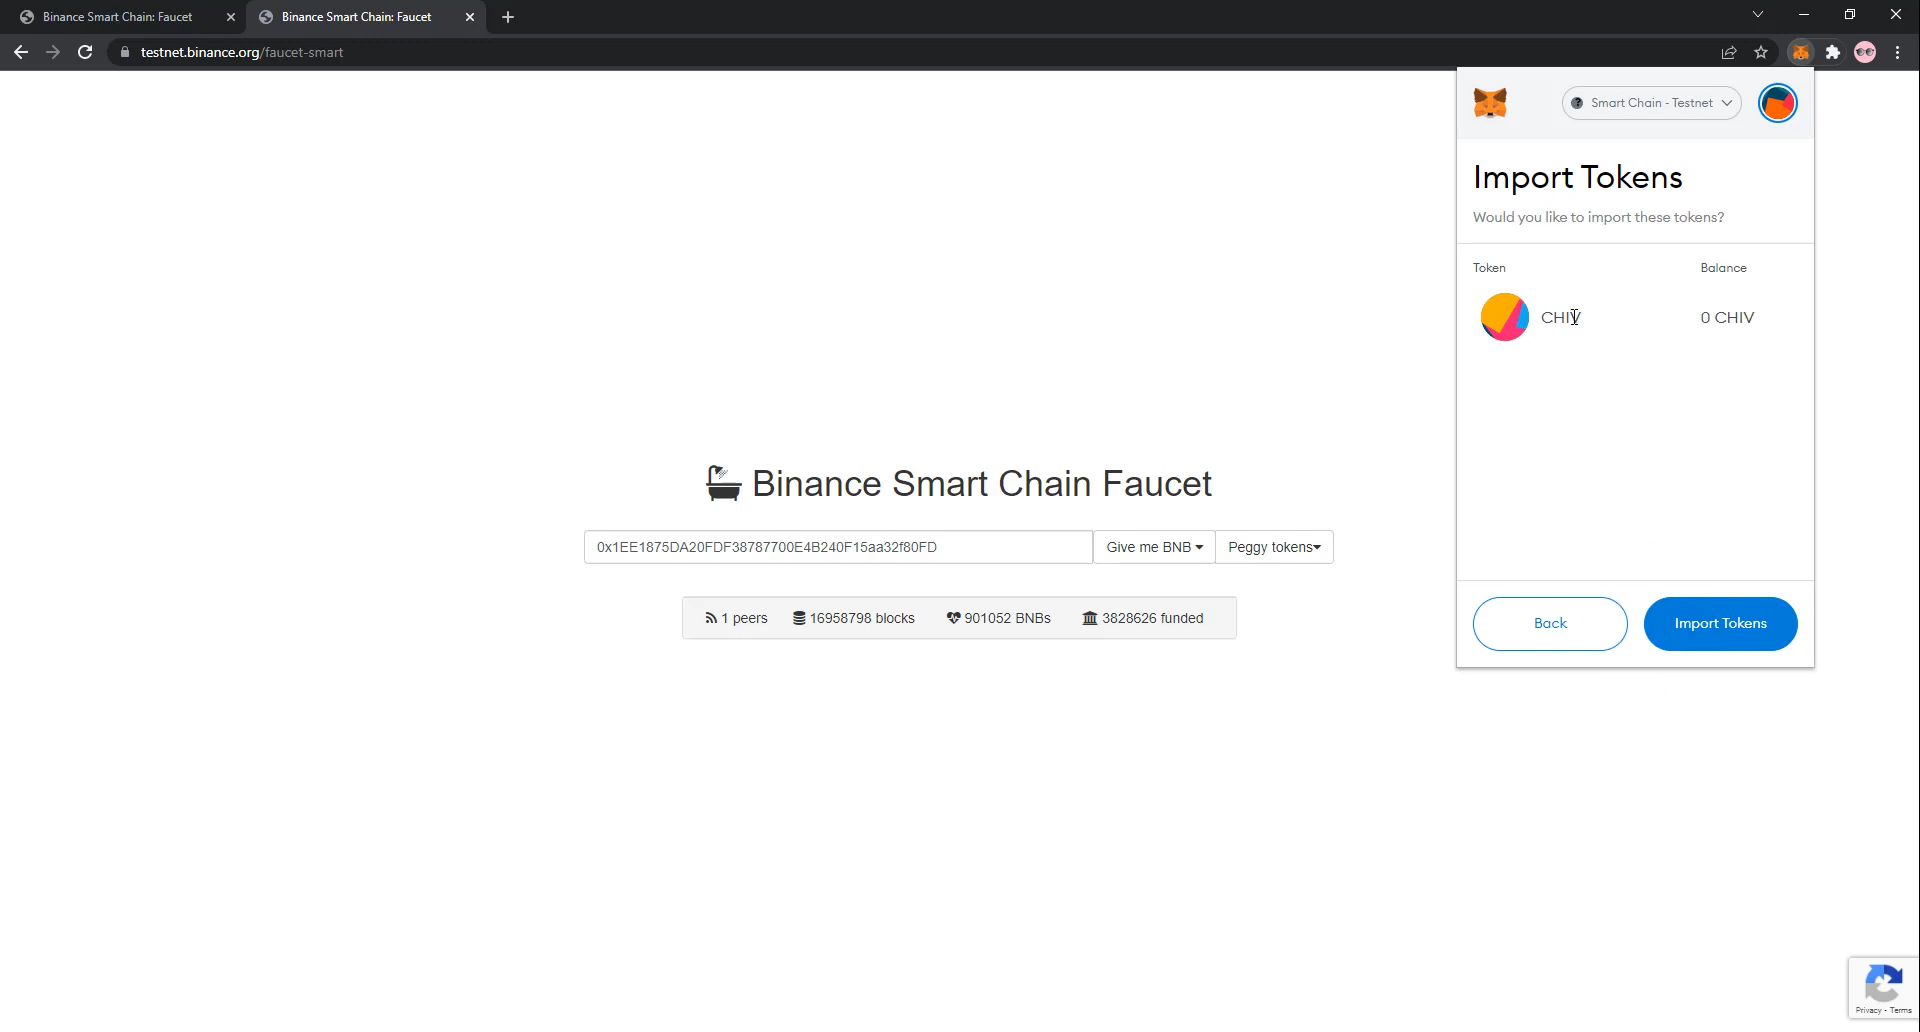 Binance Smart Chain: Faucet
Binance Smart Chain: Faucet
testnet.binance.org/faucet-smart
Smart Chain - Testnet
Import Tokens
Would you like to import these tokens?
Token Balance
CHIV 0 CHIV
Binance Smart Chain Faucet
0x1EE1875DA20FDF38787700E4B240F15aa32f80FD Give me BNB Peggy tokens
1 peers 16958798 blocks 901052 BNBs 3828626 funded
Back Import Tokens
Privacy - Terms